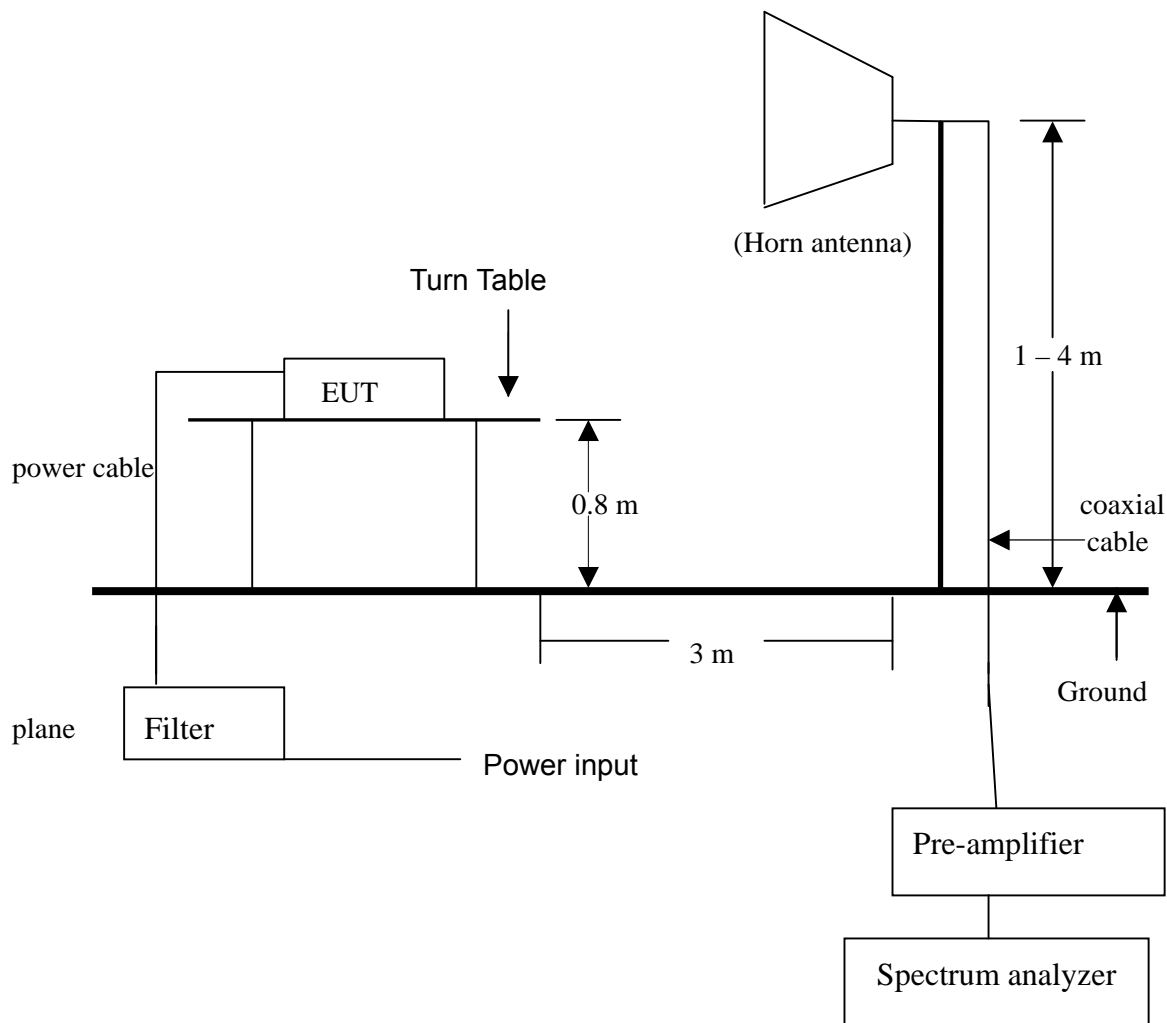 (Horn antenna)
Turn Table
1 – 4 m
EUT
power cable
0.8 m
coaxial
cable
3 m
Ground
plane
Filter
Power input
Pre-amplifier
Spectrum analyzer